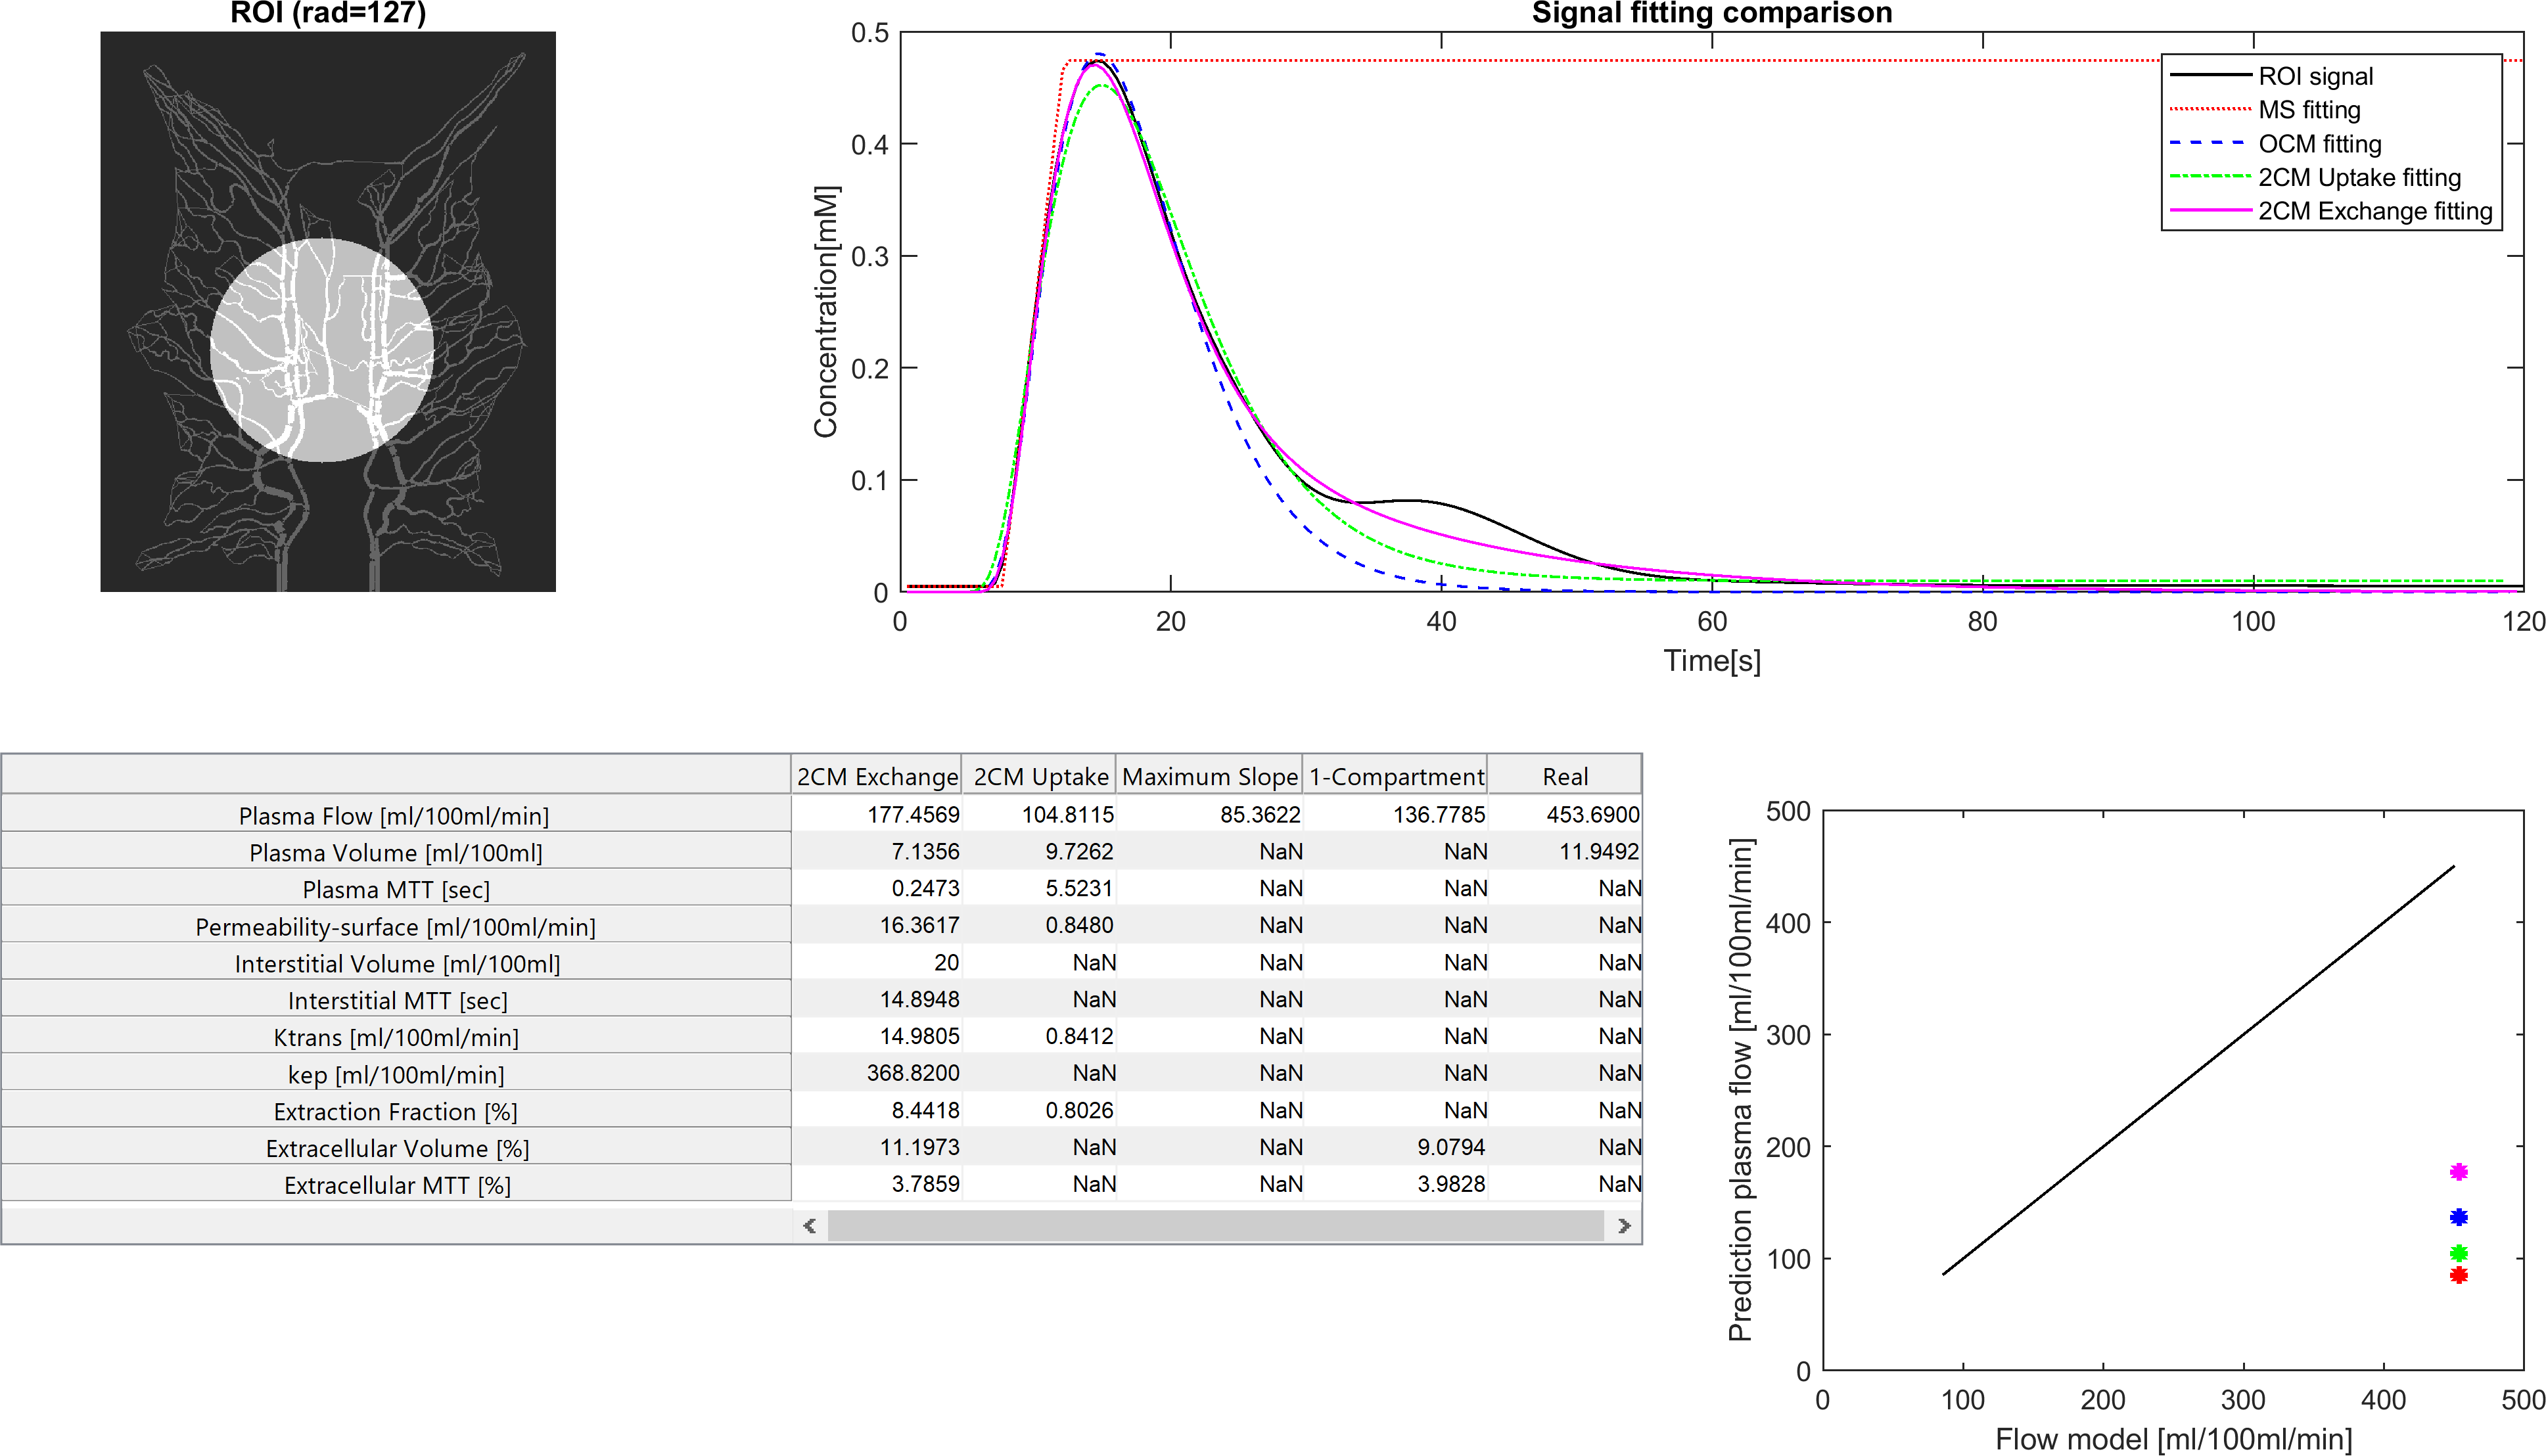 ROI (rad=127)
Signal fitting comparison
Concentration[mM]
0.5
0.4
0.3
0.2
0.1
0
0 20 40 60 80 100 120
Time[s]
ROI signal
MS fitting
OCM fitting
2CM Uptake fitting
2CM Exchange fitting
2CM Exchange 2CM Uptake Maximum Slope 1-Compartment Real
Plasma Flow [ml/100ml/min] 177.4569 104.8115 85.3622 136.7785 453.6900
Plasma Volume [ml/100ml] 7.1356 9.7262 NaN NaN 11.9492
Plasma MTT [sec] 0.2473 5.5231 NaN NaN NaN
Permeability-surface [ml/100ml/min] 16.3617 0.8480 NaN NaN NaN
Interstitial Volume [ml/100ml] 20 NaN NaN NaN NaN
Interstitial MTT [sec] 14.8948 NaN NaN NaN NaN
Ktrans [ml/100ml/min] 14.9805 0.8412 NaN NaN NaN
kep [ml/100ml/min] 368.8200 NaN NaN NaN NaN
Extraction Fraction [%] 8.4418 0.8026 NaN NaN NaN
Extracellular Volume [%] 11.1973 NaN NaN 9.0794 NaN
Extracellular MTT [%] 3.7859 NaN NaN 3.9828 NaN
Prediction plasma flow [ml/100ml/min]
500
400
300
200
100
0
0 100 200 300 400 500
Flow model [ml/100ml/min]